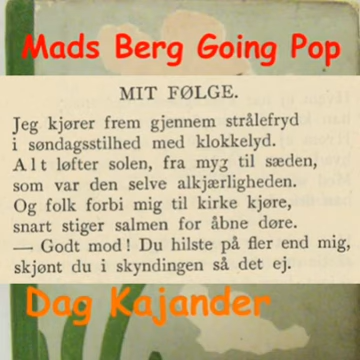 Mads Berg Going Pop
MIT FØLGE.
Jeg kjører frem gjennem strålefryd
i søndagsstilhed med klokkelyd.
Alt løfter solen, fra myg til sæden,
som var den selve alkjærligheden.
Og folk forbi mig til kirke kjøre,
snart stiger salmen for åbne døre.
— Godt mod! Du hilste på fler end mig,
skjønt du i skyndingen så det ej.
Dag Kajander